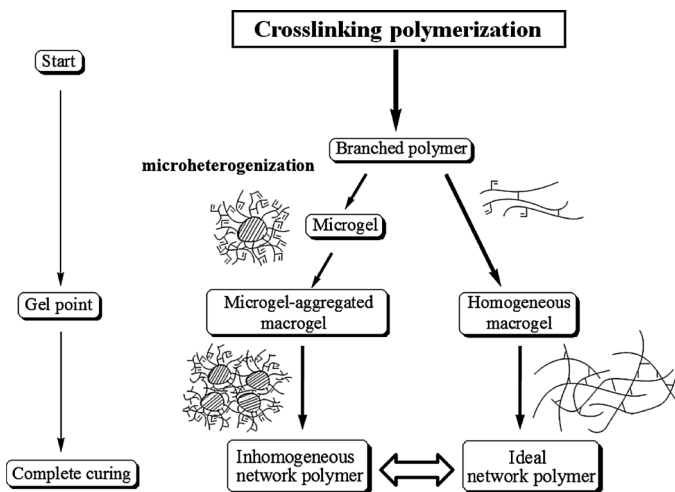 Crosslinking polymerization
Start
Branched polymer
microheterogenization
Microgel
Gel point
Microgel-aggregated
macrogel
Homogeneous
macrogel
Complete curing
Inhomogeneous
network polymer
Ideal
network polymer